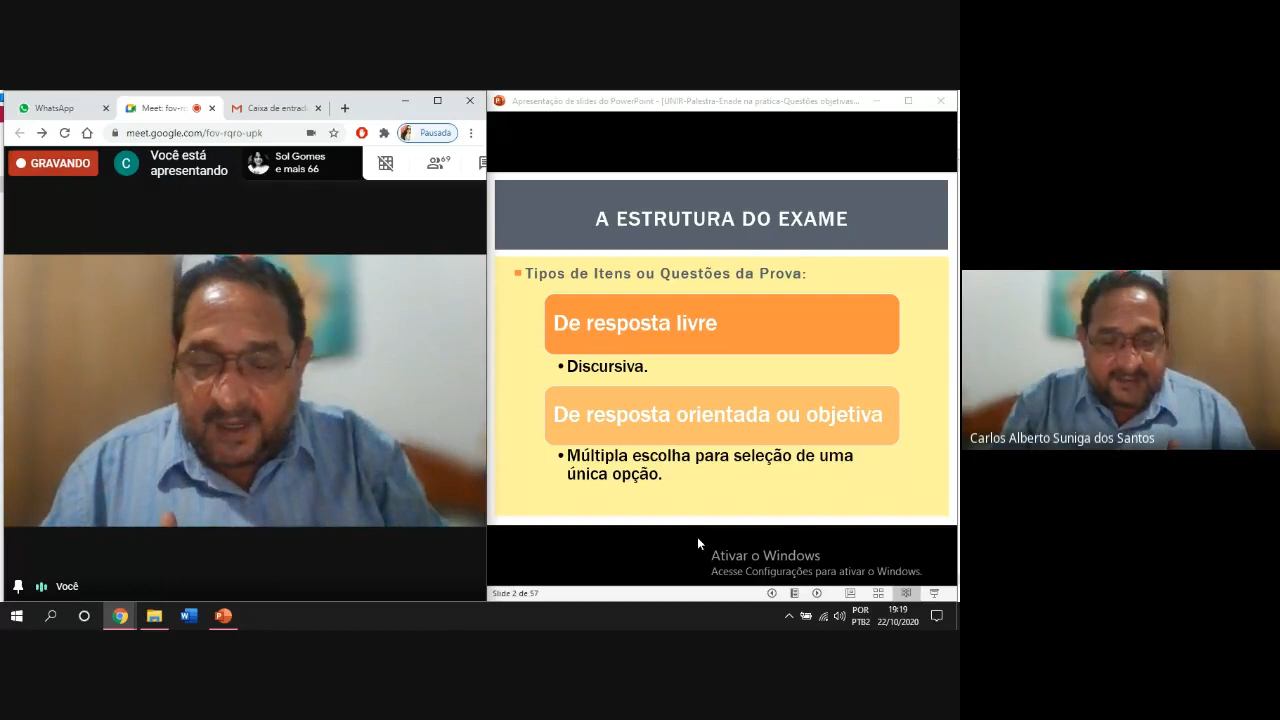 WhatsApp
Meet: fov-rq
Caixa de entrad
meet.google.com/fov-rqro-upk
Pausada
GRAVANDO
C
Você está
apresentando
Sol Gomes
e mais 66
69
Você
Apresentação de slides do PowerPoint - [UNIR-Palestra-Enade na prática-Questões objetivas...
A ESTRUTURA DO EXAME
Tipos de Itens ou Questões da Prova:
De resposta livre
• Discursiva.
De resposta orientada ou objetiva
• Múltipla escolha para seleção de uma
única opção.
Ativar o Windows
Acesse Configurações para ativar o Windows.
Slide 2 de 57
POR
PTB2
19:19
22/10/2020
Carlos Alberto Suniga dos Santos